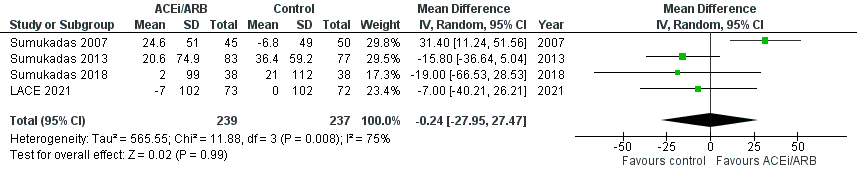 ACEi/ARB Control Mean Difference Mean Difference
Study or Subgroup Mean SD Total Mean SD Total Weight IV, Random, 95% CI Year IV, Random, 95% CI
Sumukadas 2007 24.6 51 45 -6.8 49 50 29.8% 31.40 [11.24, 51.56] 2007
Sumukadas 2013 20.6 74.9 83 36.4 59.2 77 29.5% -15.80 [-36.64, 5.04] 2013
Sumukadas 2018 2 99 38 21 112 38 17.3% -19.00 [-66.53, 28.53] 2018
LACE 2021 -7 102 73 0 102 72 23.4% -7.00 [-40.21, 26.21] 2021
Total (95% CI) 239 237 100.0% -0.24 [-27.95, 27.47]
Heterogeneity: Tau² = 565.55; Chi² = 11.88, df = 3 (P = 0.008); I² = 75%
Test for overall effect: Z = 0.02 (P = 0.99)
-50 -25 0 25 50
Favours control Favours ACEi/ARB